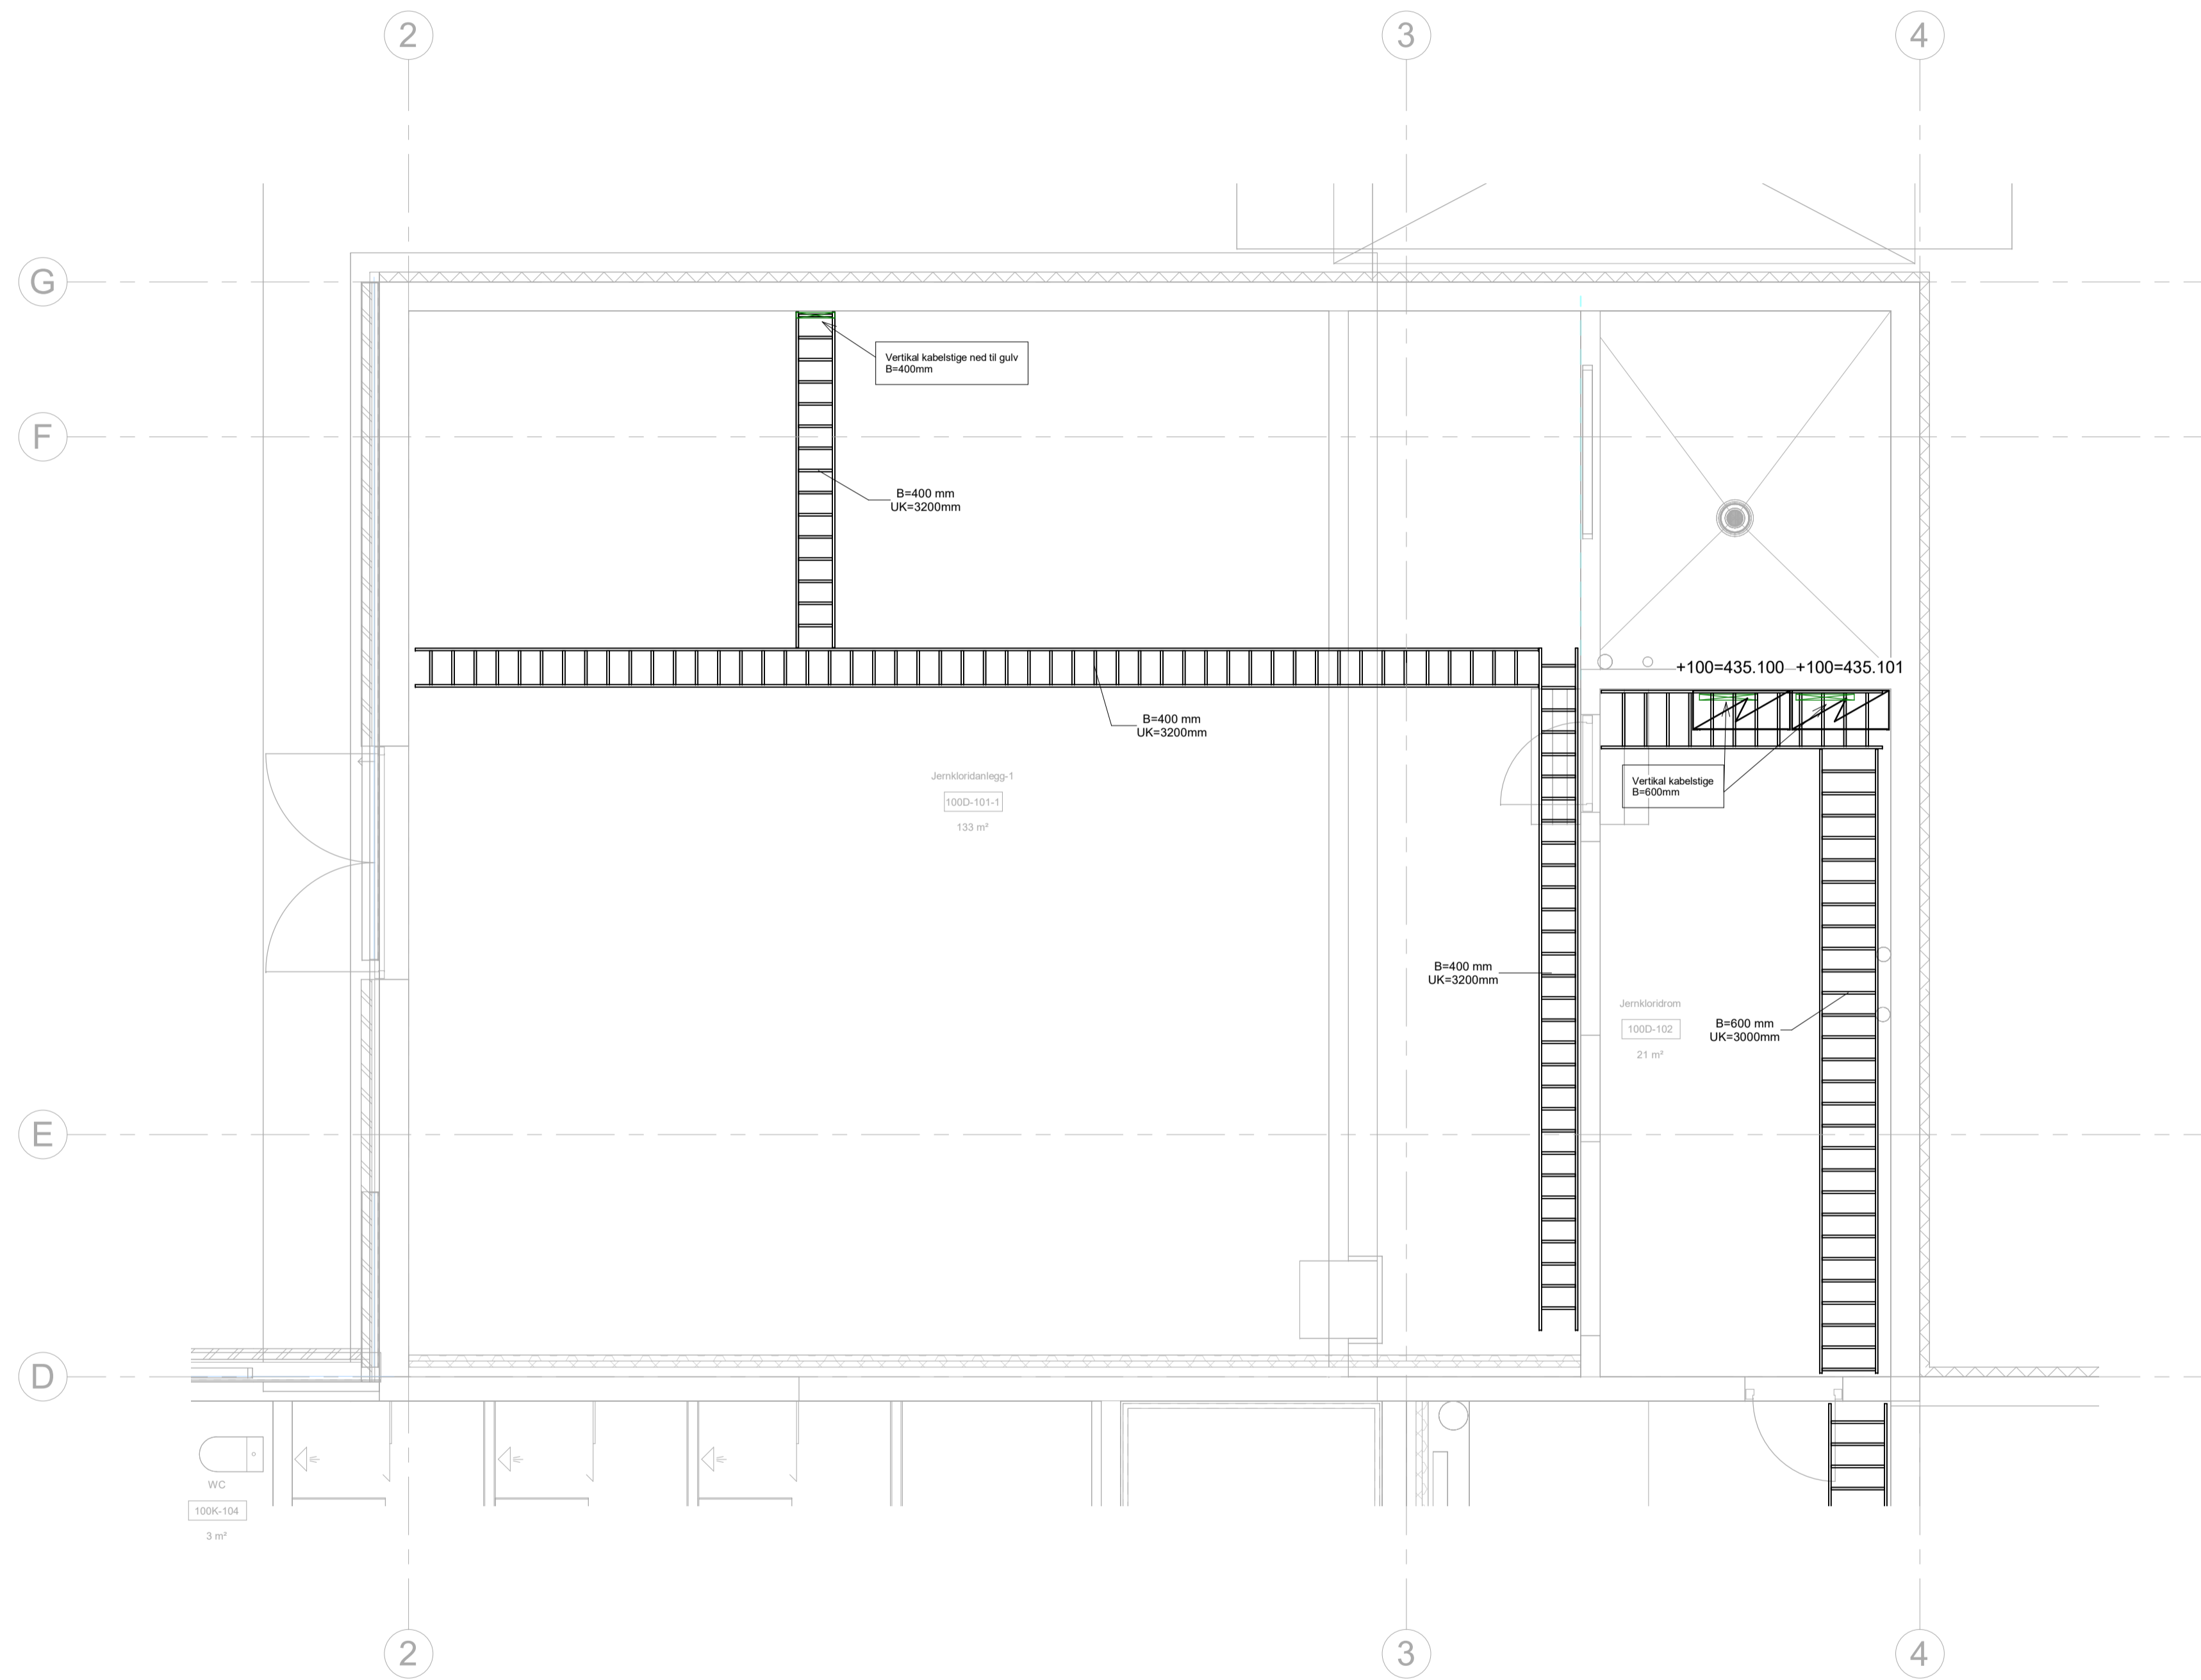 2
3
4
G
Vertikal kabelstige ned til gulv
B=400mm
F
B=400 mm
UK=3200mm
+100=435.100
+100=435.101
B=400 mm
UK=3200mm
Jernkloridanlegg-1
100D-101-1
133 m²
Vertikal kabelstige
B=600mm
B=400 mm
UK=3200mm
Jernkloridrom
100D-102
21 m²
B=600 mm
UK=3000mm
E
D
WC
100K-104
3 m²
2
3
4